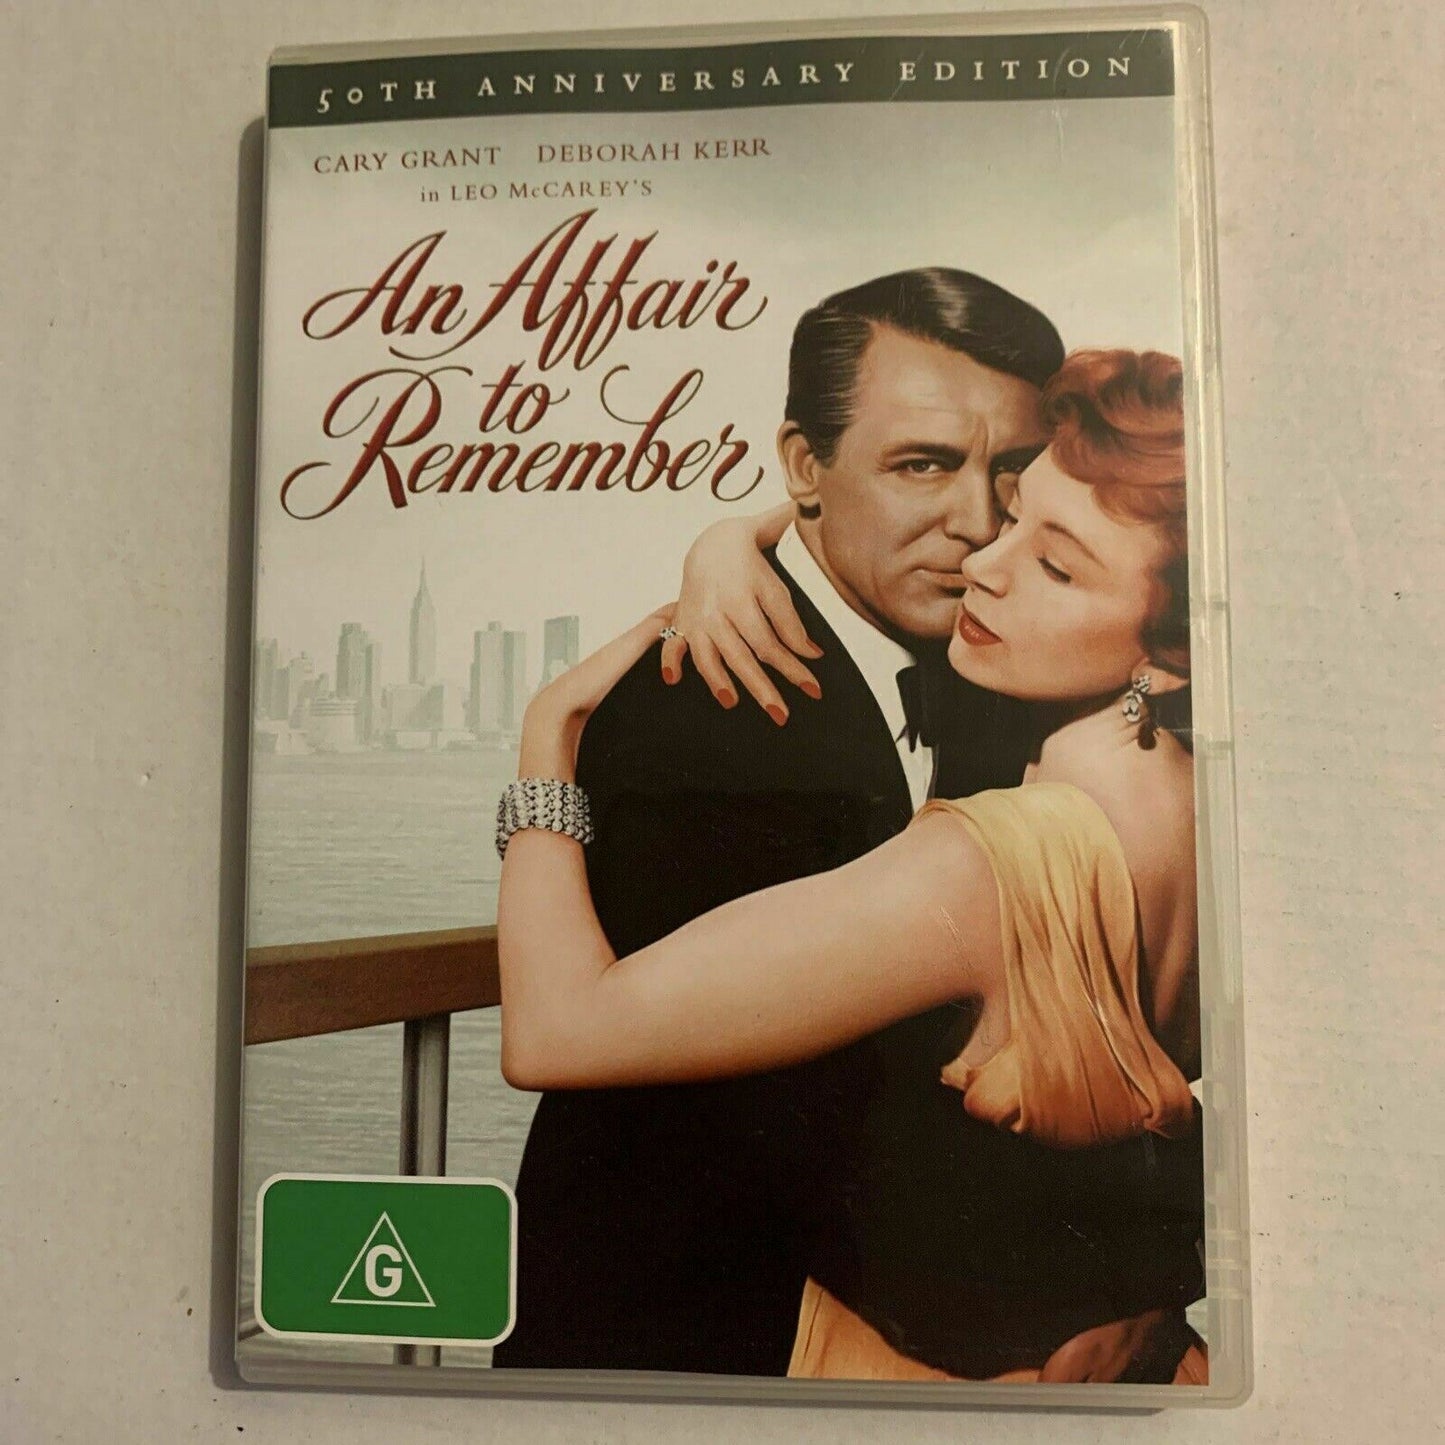 50TH ANNIVERSARY EDITION
CARY GRANT DEBORAH KERR
in LEO McCAREY'S
An Affair
to
Remember
G